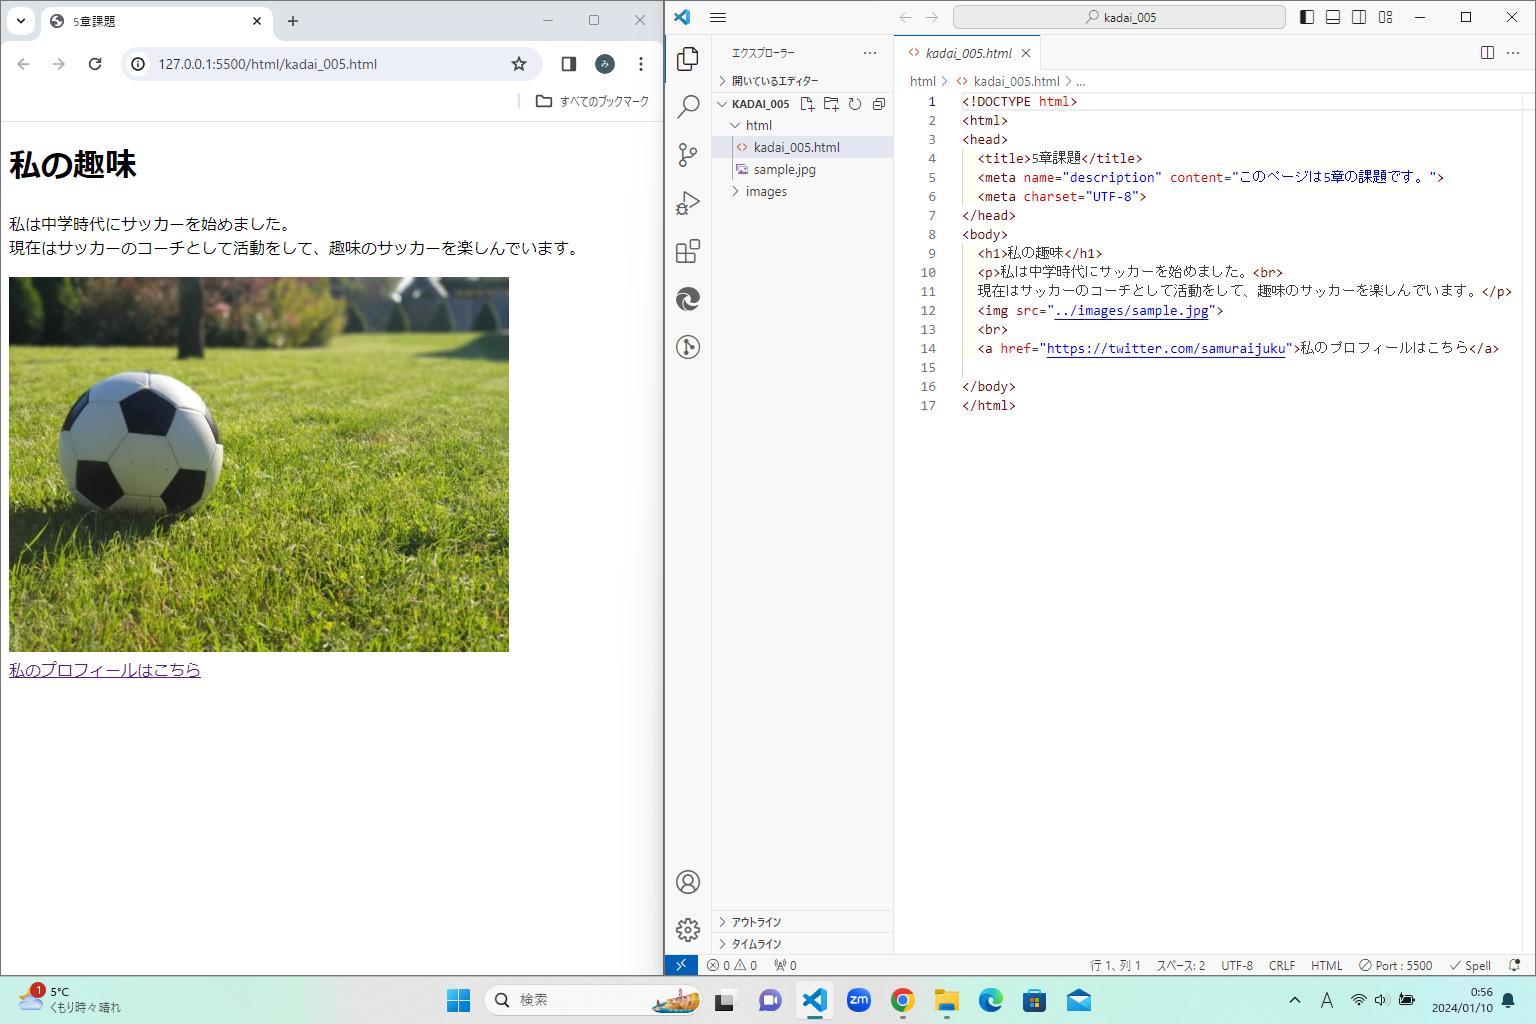 5章課題
127.0.0.1:5500/html/kadai_005.html
み
すべてのブックマーク
私の趣味
私は中学時代にサッカーを始めました。
現在はサッカーのコーチとして活動をして、趣味のサッカーを楽しんでいます。
私のプロフィールはこちら
kadai_005
エクスプローラー
開いているエディター
KADAI_005
html
kadai_005.html
sample.jpg
images
アウトライン
タイムライン
kadai_005.html
html > kadai_005.html > ...
1 <!DOCTYPE html>
2 <html>
3 <head>
4 <title>5章課題</title>
5 <meta name="description" content="このページは5章の課題です。">
6 <meta charset="UTF-8">
7 </head>
8 <body>
9 <h1>私の趣味</h1>
10 <p>私は中学時代にサッカーを始めました。<br>
11 現在はサッカーのコーチとして活動をして、趣味のサッカーを楽しんでいます。</p>
12 <img src="../images/sample.jpg">
13 <br>
14 <a href="https://twitter.com/samuraijuku">私のプロフィールはこちら</a>
15
16 </body>
17 </html>
0 0 0 行 1、列 1 スペース: 2 UTF-8 CRLF HTML Port : 5500 Spell
1 5°C
くもり時々晴れ
検索
zm
A
0:56
2024/01/10